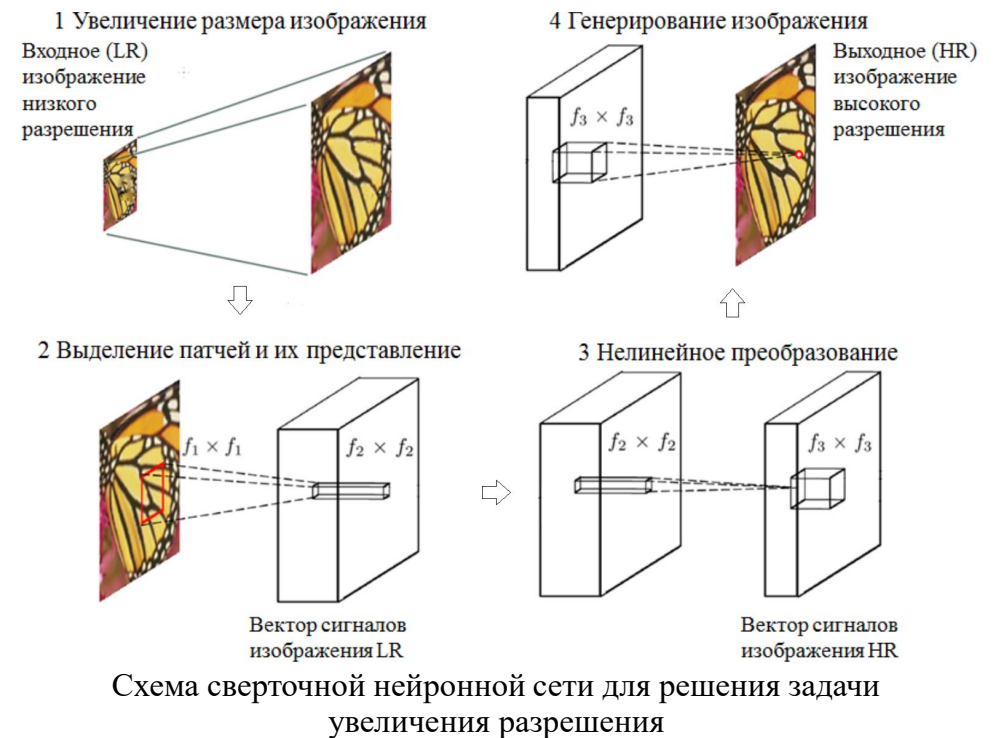 1 Увеличение размера изображения
Входное (LR)
изображение
низкого
разрешения
4 Генерирование изображения
Выходное (HR)
изображение
высокого
разрешения
f₃ × f₃
2 Выделение патчей и их представление
f₁ × f₁
f₂ × f₂
Вектор сигналов
изображения LR
3 Нелинейное преобразование
f₂ × f₂
f₃ × f₃
Вектор сигналов
изображения HR
Схема сверточной нейронной сети для решения задачи
увеличения разрешения